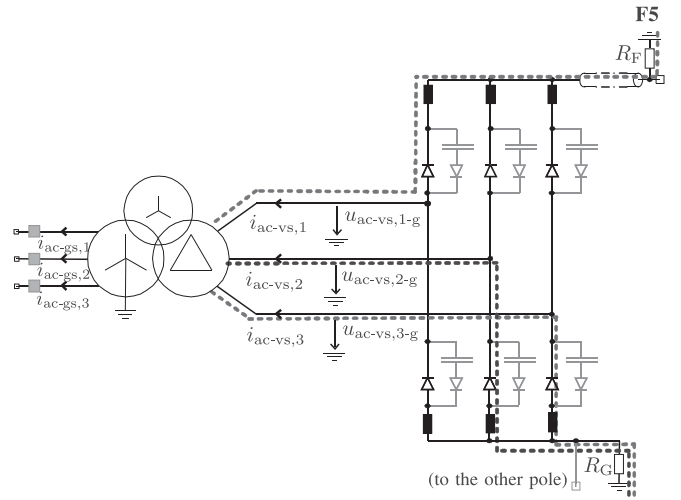 F5
R_F
i_ac-vs,1
u_ac-vs,1-g
i_ac-gs,1
i_ac-gs,2
i_ac-gs,3
i_ac-vs,2
u_ac-vs,2-g
i_ac-vs,3
u_ac-vs,3-g
(to the other pole)
R_G